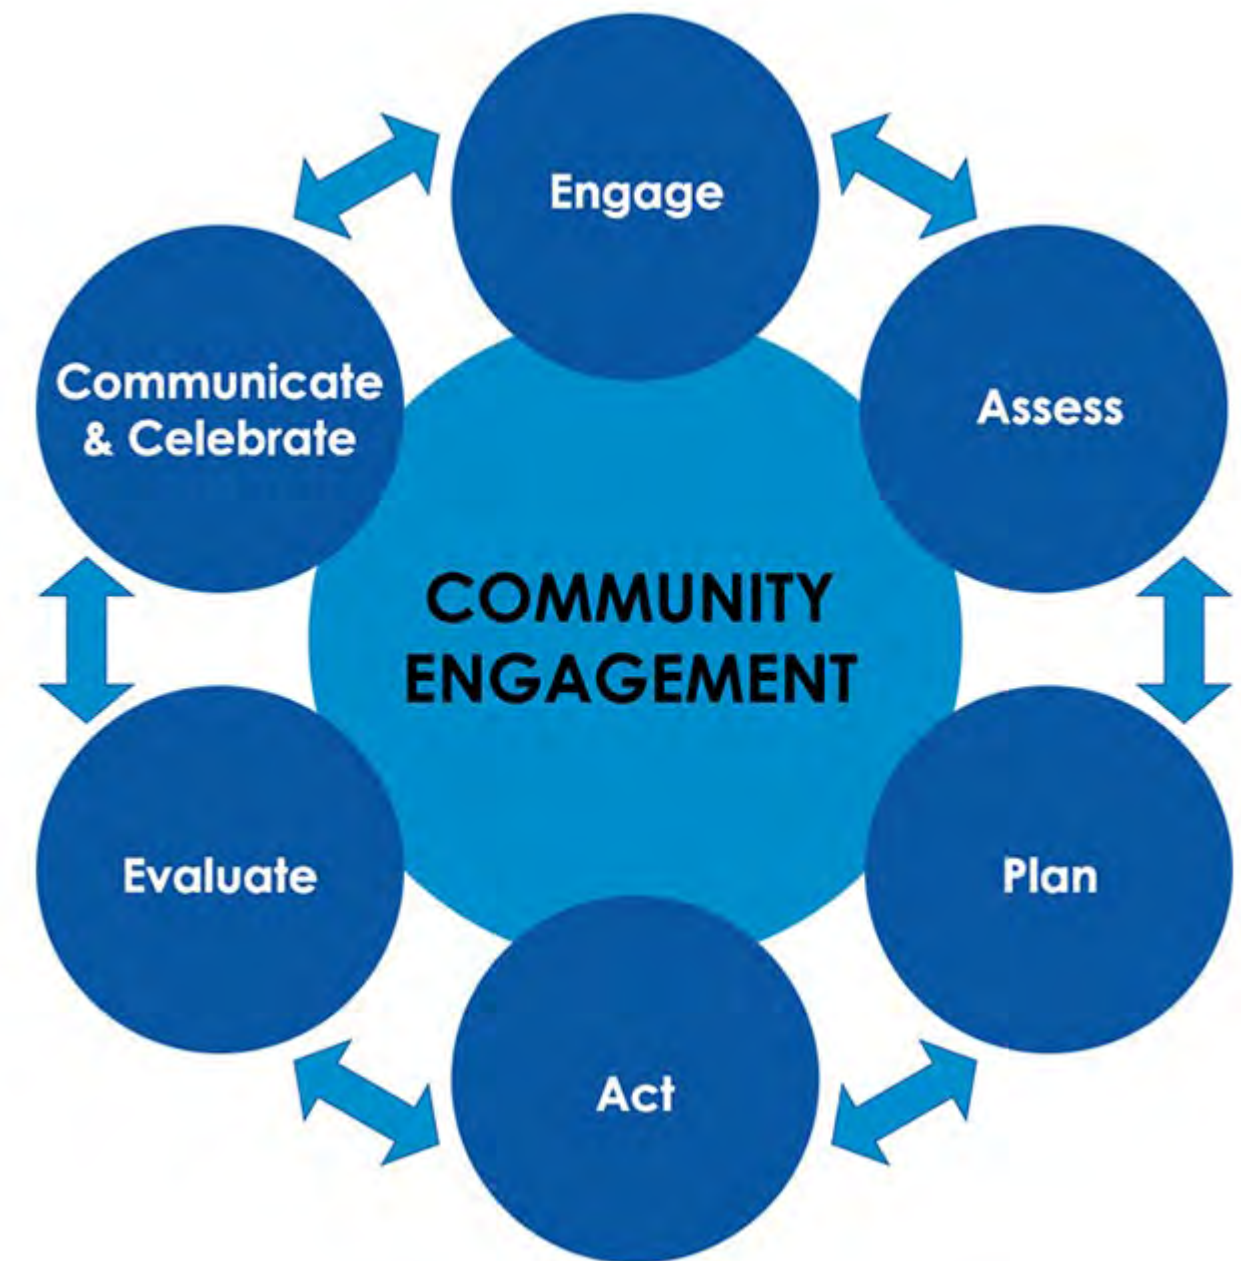 Engage
Assess
Plan
Act
Evaluate
Communicate
& Celebrate
COMMUNITY
ENGAGEMENT